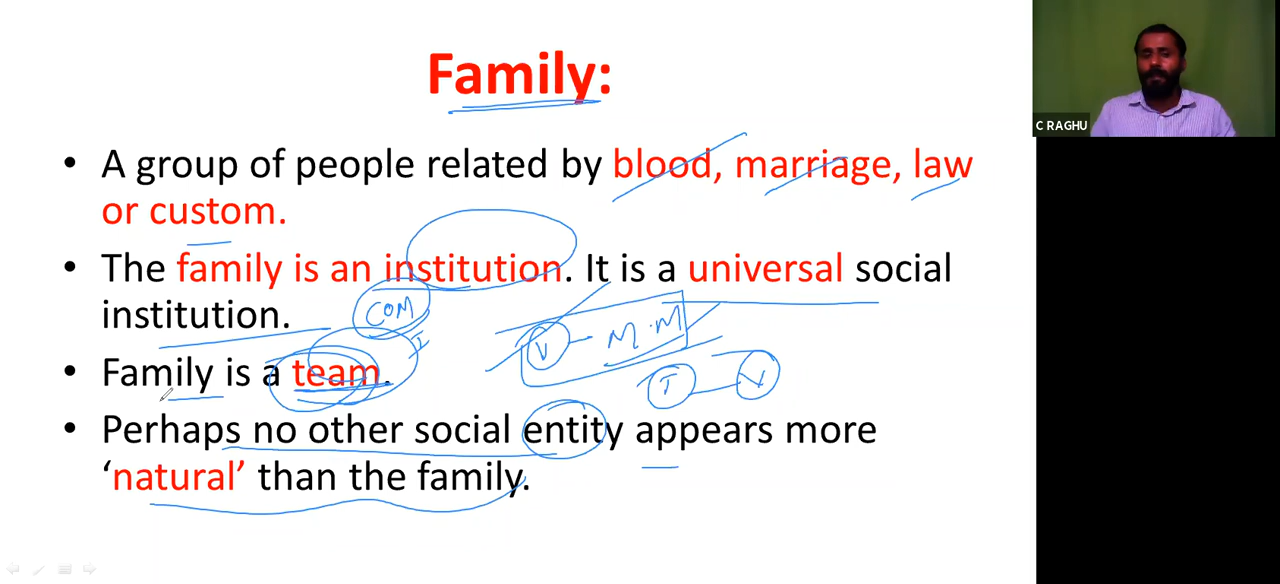 Family:
C RAGHU
• A group of people related by blood, marriage, law
or custom.
• The family is an institution. It is a universal social
institution.
COM
I
V - M.M
• Family is a team.
I - V
• Perhaps no other social entity appears more
‘natural’ than the family.